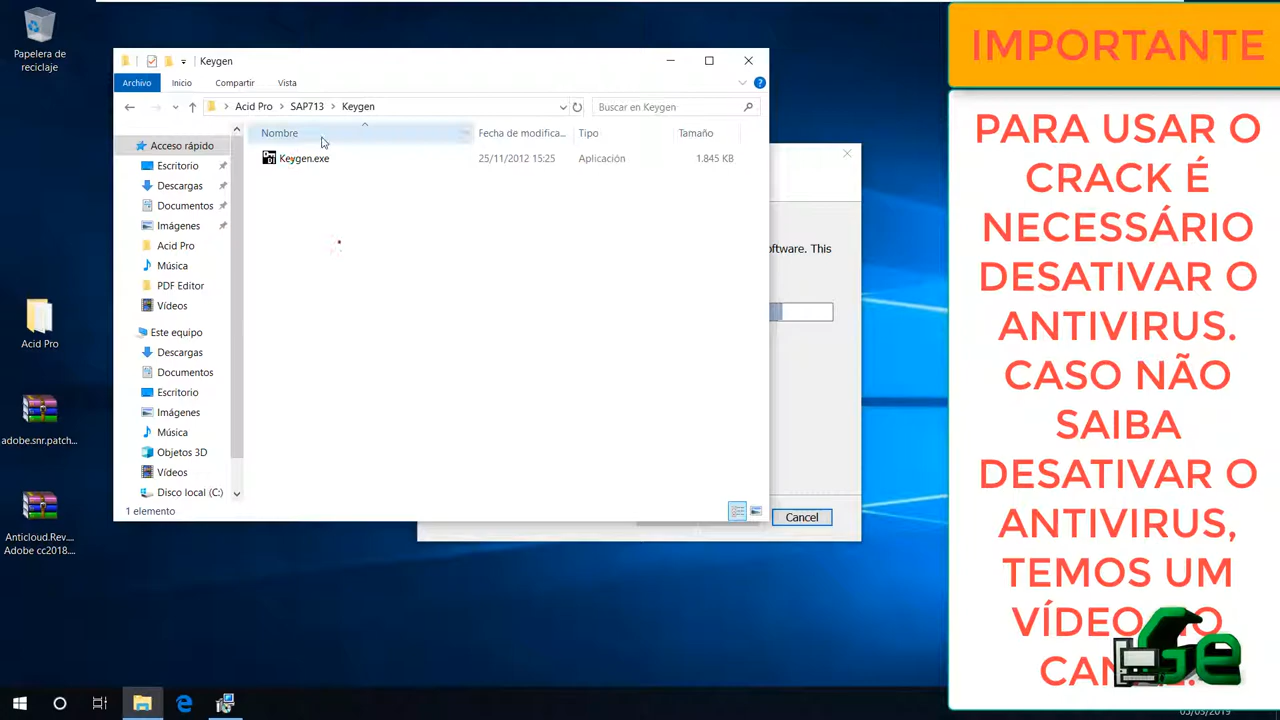 Papelera de
reciclaje
Acid Pro
adobe.snr.patch...
Anticlod.Rev....
Adobe cc2018....
Keygen
Archivo Inicio Compartir Vista
Acid Pro > SAP713 > Keygen
Buscar en Keygen
Nombre Fecha de modifica... Tipo Tamaño
Keygen.exe 25/11/2012 15:25 Aplicación 1.845 KB
Acceso rápido
Escritorio
Descargas
Documentos
Imágenes
Acid Pro
Música
PDF Editor
Vídeos
Este equipo
Descargas
Documentos
Escritorio
Imágenes
Música
Objetos 3D
Vídeos
Disco local (C:)
1 elemento
oftware. This
Cancel
IMPORTANTE
PARA USAR O
CRACK É
NECESSÁRIO
DESATIVAR O
ANTIVIRUS.
CASO NÃO
SAIBA
DESATIVAR O
ANTIVIRUS,
TEMOS UM
VÍDEO
Ge